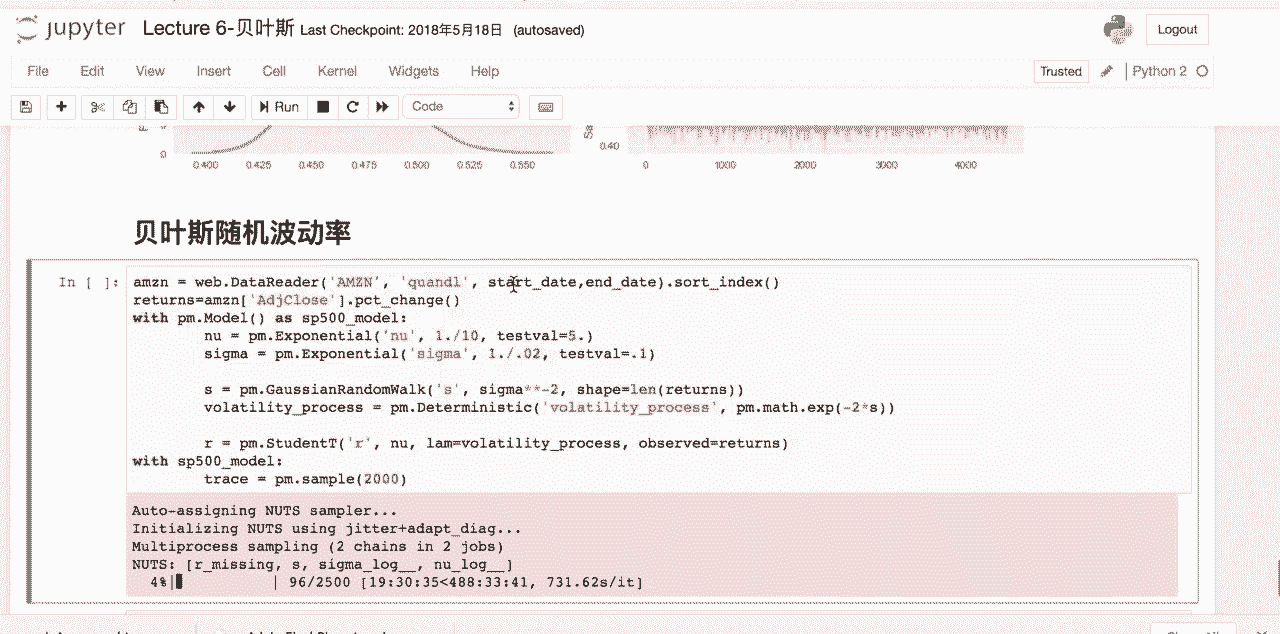 jupyter Lecture 6-贝叶斯 Last Checkpoint: 2018年5月18日 (autosaved)
Logout
File Edit View Insert Cell Kernel Widgets Help
Trusted Python 2
Run Code
0 0.40
0.400 0.425 0.450 0.475 0.500 0.525 0.550 0 1000 2000 3000 4000
贝叶斯随机波动率
In [ ]: amzn = web.DataReader('AMZN', 'quandl', start_date,end_date).sort_index()
returns=amzn['AdjClose'].pct_change()
with pm.Model() as sp500_model:
nu = pm.Exponential('nu', 1./10, testval=5.)
sigma = pm.Exponential('sigma', 1./.02, testval=.1)
s = pm.GaussianRandomWalk('s', sigma**-2, shape=len(returns))
volatility_process = pm.Deterministic('volatility_process', pm.math.exp(-2*s))
r = pm.StudentT('r', nu, lam=volatility_process, observed=returns)
with sp500_model:
trace = pm.sample(2000)
Auto-assigning NUTS sampler...
Initializing NUTS using jitter+adapt_diag...
Multiprocess sampling (2 chains in 2 jobs)
NUTS: [r_missing, s, sigma_log__, nu_log__]
4%| | 96/2500 [19:30:35<488:33:41, 731.62s/it]